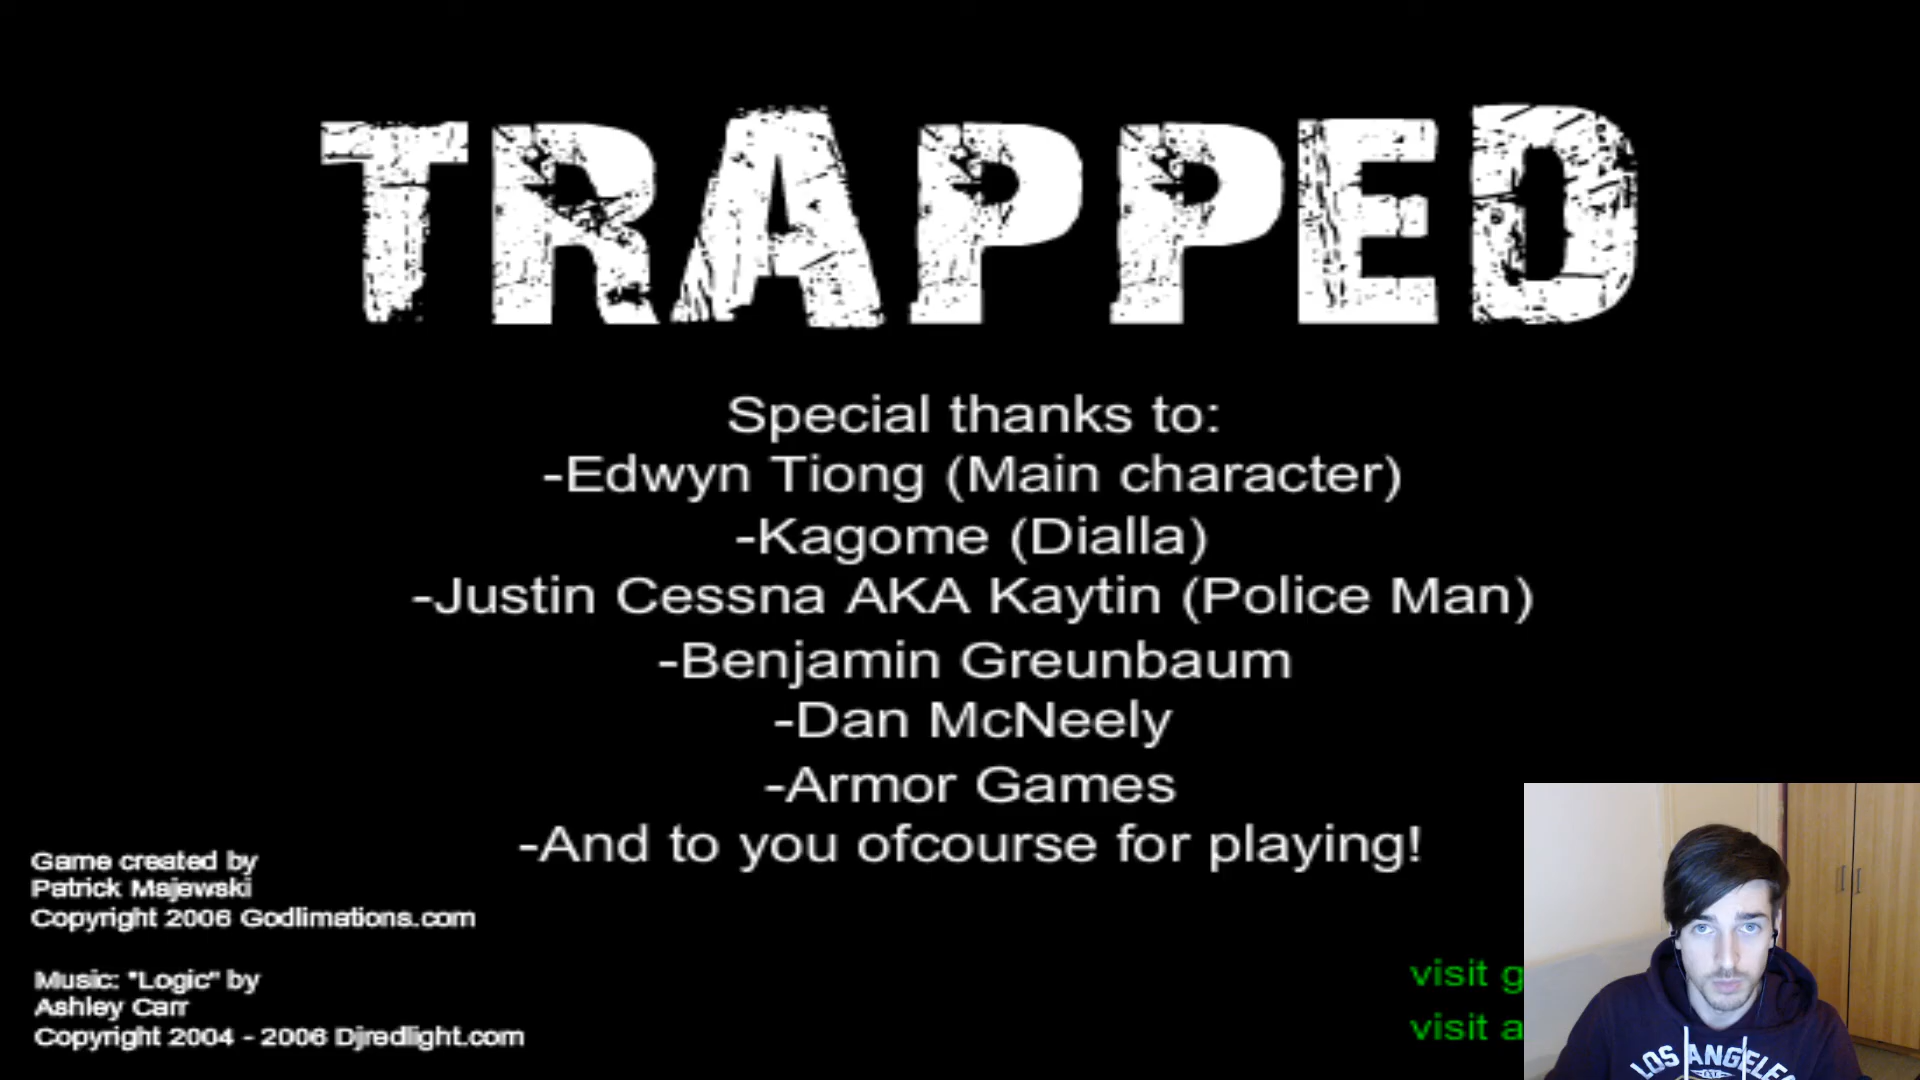 TRAPPED
Special thanks to:
-Edwyn Tiong (Main character)
-Kagome (Dialla)
-Justin Cessna AKA Kaytin (Police Man)
-Benjamin Greunbaum
-Dan McNeely
-Armor Games
-And to you ofcourse for playing!
Game created by
Patrick Majewski
Copyright 2006 Godlimations.com
Music: "Logic" by
Ashley Carr
Copyright 2004 - 2006 Djredlight.com
visit g
visit a
LOS ANGELES